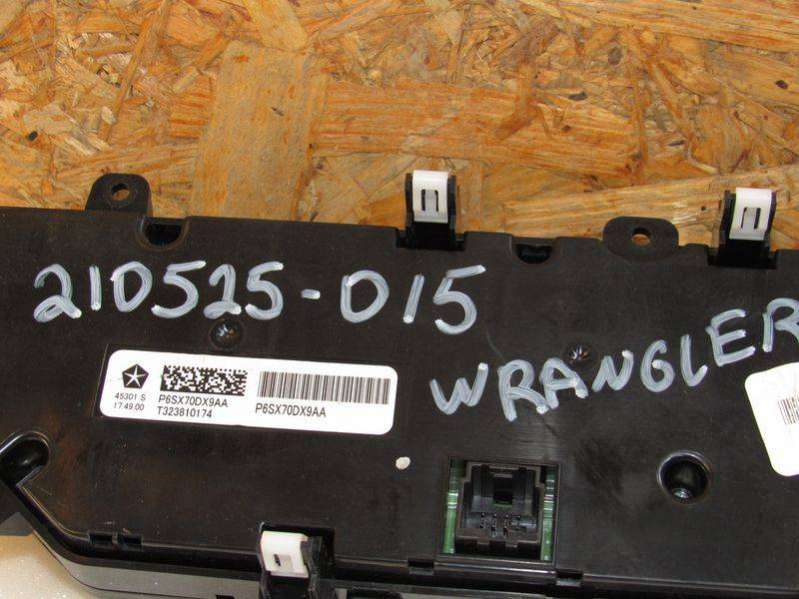 210525-015
WRANGLER
45301 S
17.49.00
P6SX70DX9AA
T323810174
P6SX70DX9AA